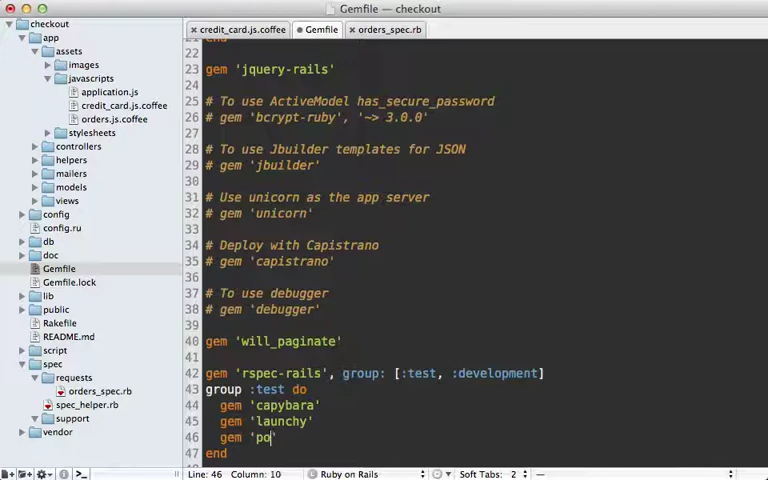 Gemfile — checkout
checkout
app
assets
images
javascripts
application.js
credit_card.js.coffee
orders.js.coffee
stylesheets
controllers
helpers
mailers
models
views
config
config.ru
db
doc
Gemfile
Gemfile.lock
lib
public
Rakefile
README.md
script
spec
requests
orders_spec.rb
spec_helper.rb
support
vendor
credit_card.js.coffee Gemfile orders_spec.rb
22
23 gem 'jquery-rails'
24
25 # To use ActiveModel has_secure_password
26 # gem 'bcrypt-ruby', '~> 3.0.0'
27
28 # To use Jbuilder templates for JSON
29 # gem 'jbuilder'
30
31 # Use unicorn as the app server
32 # gem 'unicorn'
33
34 # Deploy with Capistrano
35 # gem 'capistrano'
36
37 # To use debugger
38 # gem 'debugger'
39
40 gem 'will_paginate'
41
42 gem "rspec-rails", group: [:test, :development]
43 group :test do
44 gem 'capybara'
45 gem 'launchy'
46 gem 'po'
47 end
Line: 46 Column: 10 Ruby on Rails Soft Tabs: 2 —